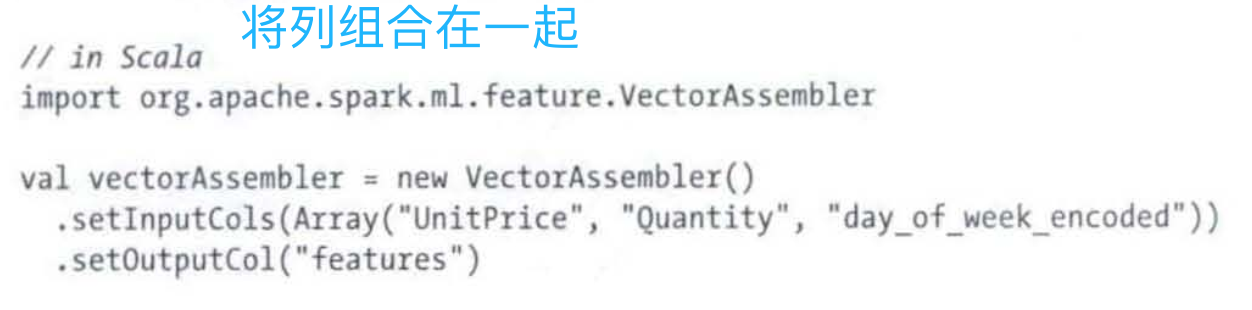 将列组合在一起
// in Scala
import org.apache.spark.ml.feature.VectorAssembler
val vectorAssembler = new VectorAssembler()
.setInputCols(Array("UnitPrice", "Quantity", "day_of_week_encoded"))
.setOutputCol("features")